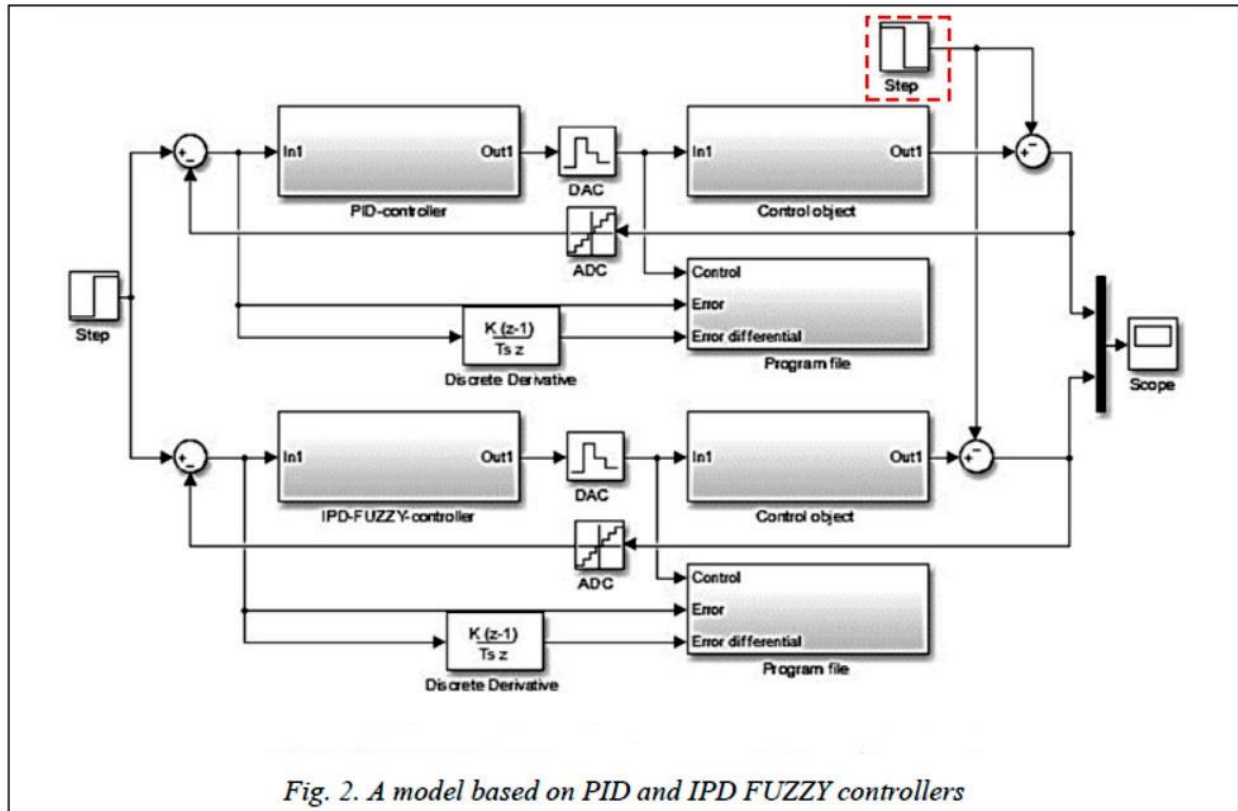 Step
In1
Out1
PID-controller
DAC
In1
Out1
Control object
+
-
+
-
ADC
Control
Error
Error differential
Program file
Step
K (z-1)
Ts z
Discrete Derivative
Scope
In1
Out1
IPD-FUZZY-controller
DAC
In1
Out1
Control object
+
-
+
-
ADC
Control
Error
Error differential
Program file
K (z-1)
Ts z
Discrete Derivative
Fig. 2. A model based on PID and IPD FUZZY controllers